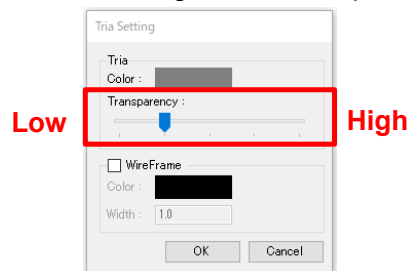 Tria Setting
Tria
Color :
Transparency :
Low
High
WireFrame
Color :
Width : 1.0
OK Cancel